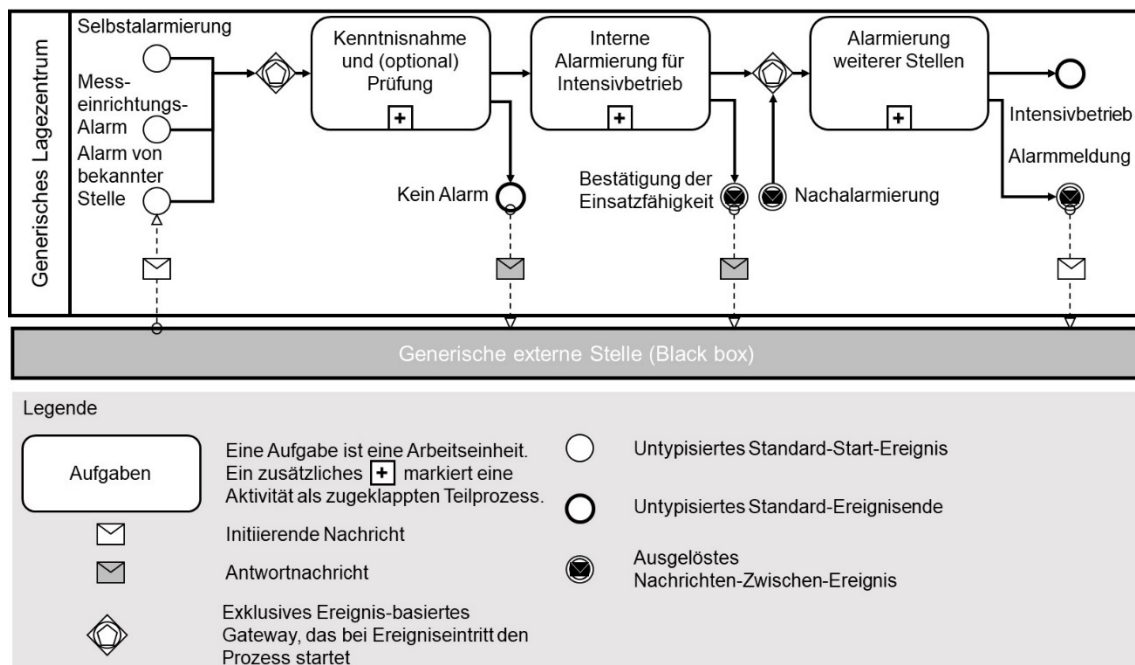 Generisches Lagezentrum
Selbstalarmierung
Mess-
einrichtungs-
Alarm
Alarm von
bekannter
Stelle
Kenntnisnahme
und (optional)
Prüfung
Kein Alarm
Interne
Alarmierung für
Intensivbetrieb
Bestätigung der
Einsatzfähigkeit
Nachalarmierung
Alarmierung
weiterer Stellen
Intensivbetrieb
Alarmmeldung
Generische externe Stelle (Black box)
Legende
Aufgaben
Eine Aufgabe ist eine Arbeitseinheit.
Ein zusätzliches + markiert eine
Aktivität als zugeklappten Teilprozess.
Initiierende Nachricht
Antwortnachricht
Exklusives Ereignis-basiertes
Gateway, das bei Ereigniseintritt den
Prozess startet
Untypisiertes Standard-Start-Ereignis
Untypisiertes Standard-Ereignisende
Ausgelöstes
Nachrichten-Zwischen-Ereignis